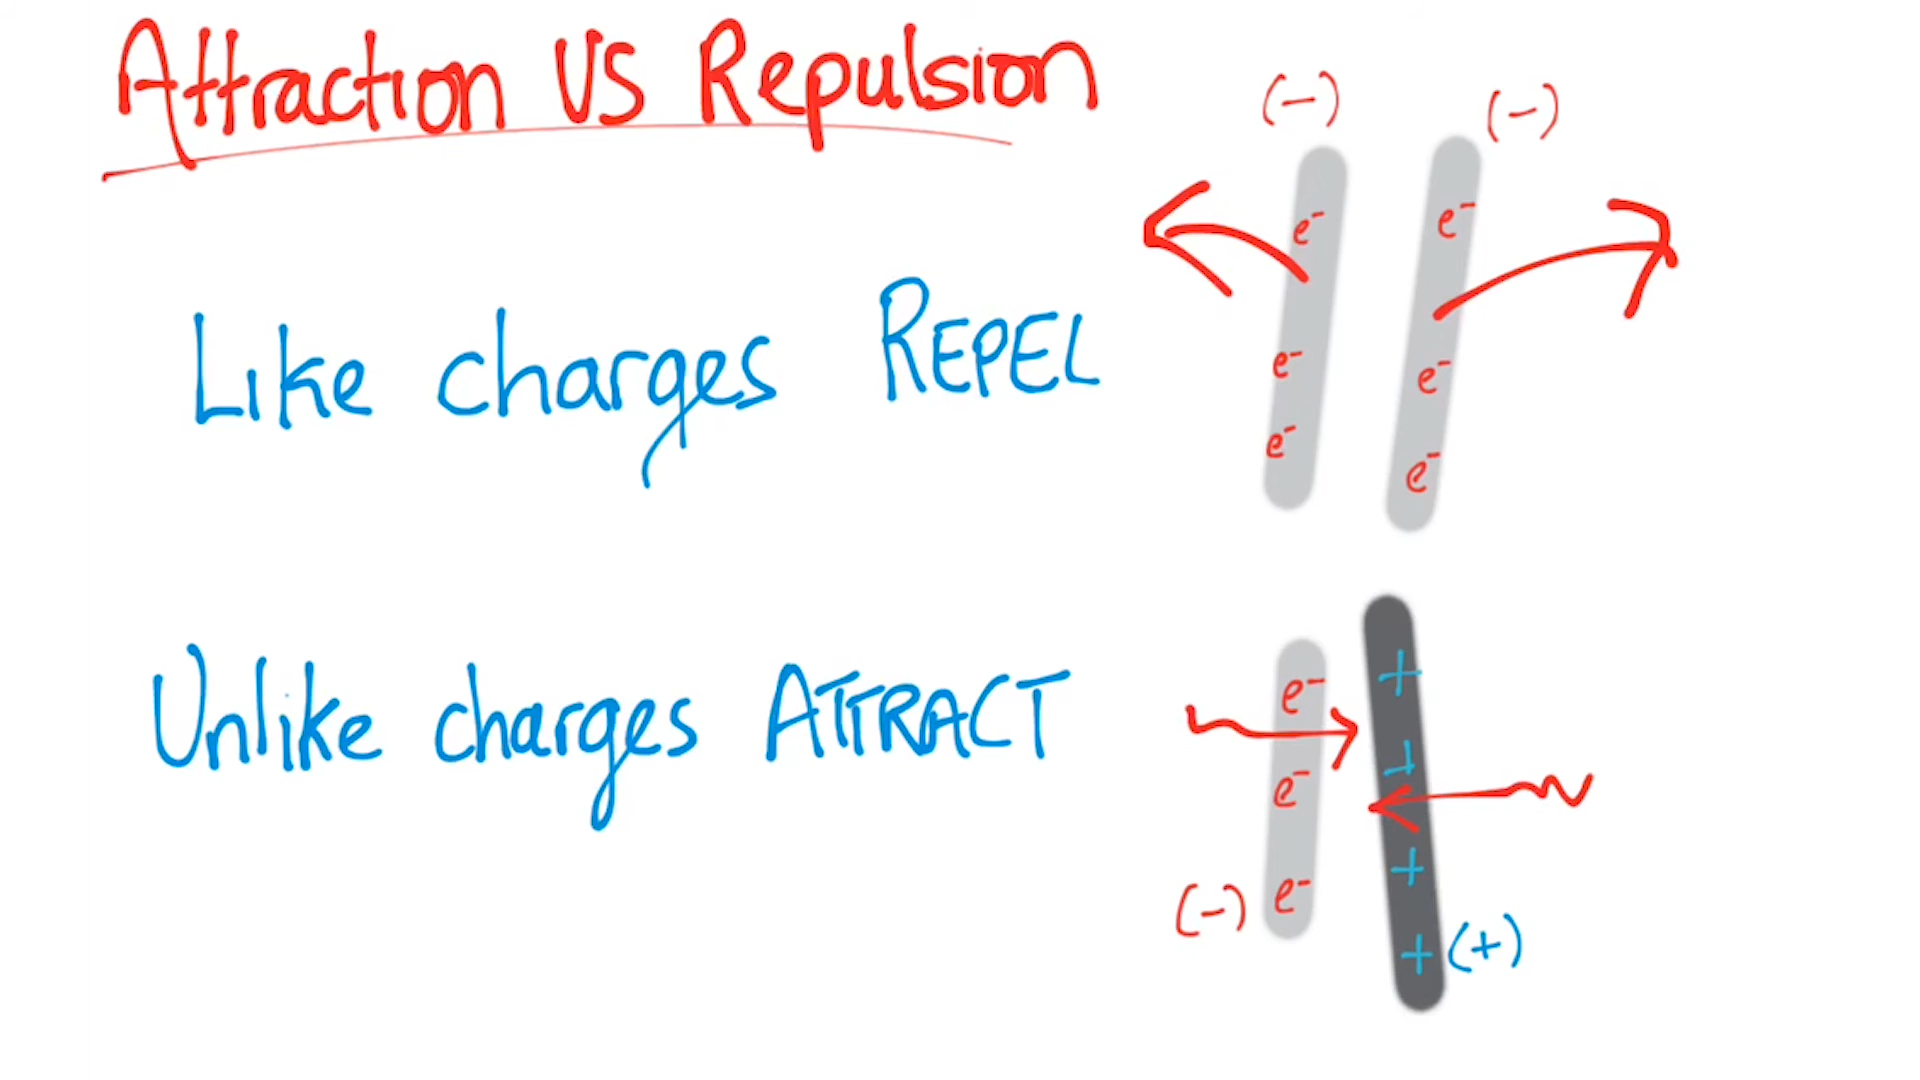 Attraction VS Repulsion
(-) (-)
e⁻ e⁻
Like charges REPEL
e⁻ e⁻
e⁻ e⁻
Unlike charges ATTRACT
e⁻ +
e⁻ +
+
(-) e⁻
+ (+)